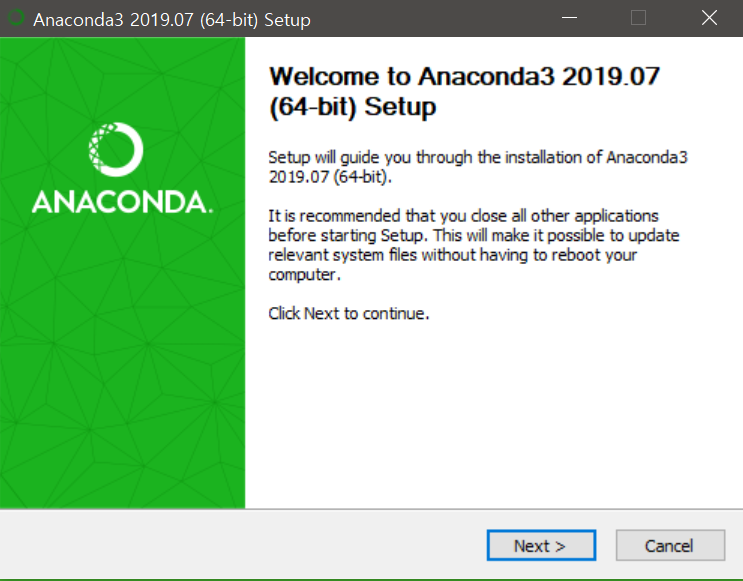 Anaconda3 2019.07 (64-bit) Setup
ANACONDA.
Welcome to Anaconda3 2019.07
(64-bit) Setup
Setup will guide you through the installation of Anaconda3
2019.07 (64-bit).
It is recommended that you close all other applications
before starting Setup. This will make it possible to update
relevant system files without having to reboot your
computer.
Click Next to continue.
Next >
Cancel